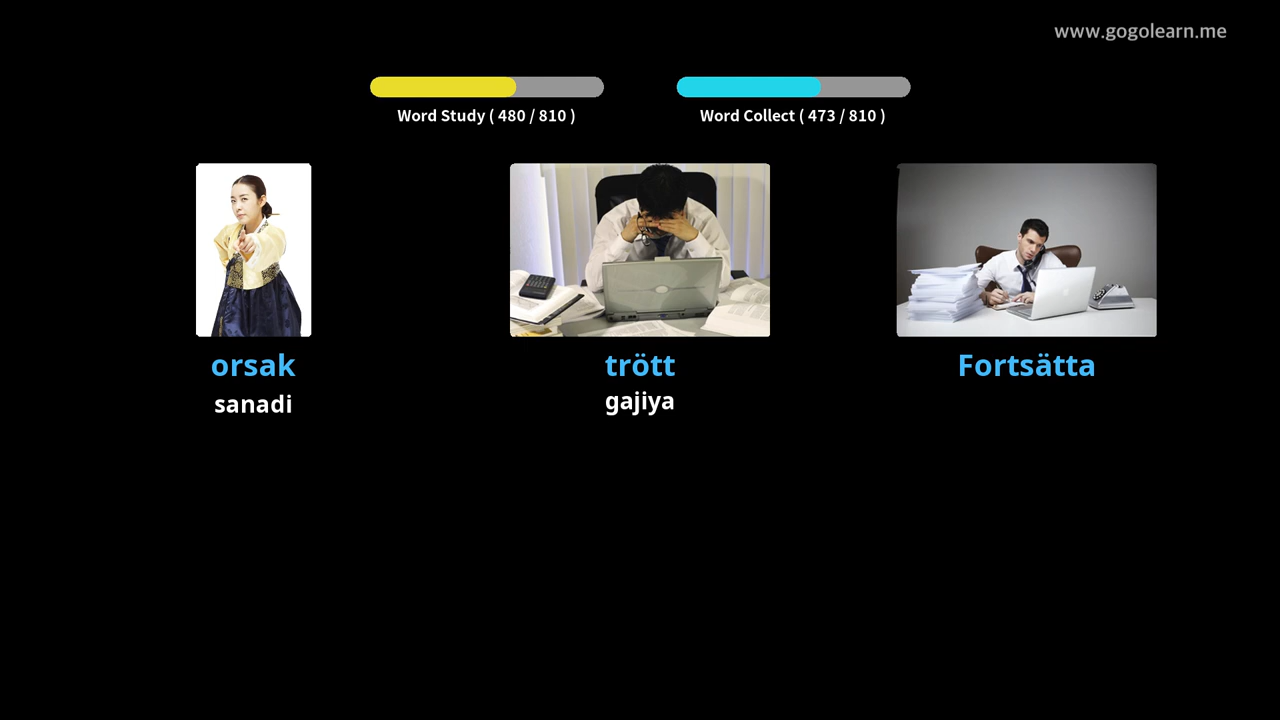 www.gogolearn.me
Word Study ( 480 / 810 )
Word Collect ( 473 / 810 )
orsak
sanadi
trött
gajiya
Fortsätta